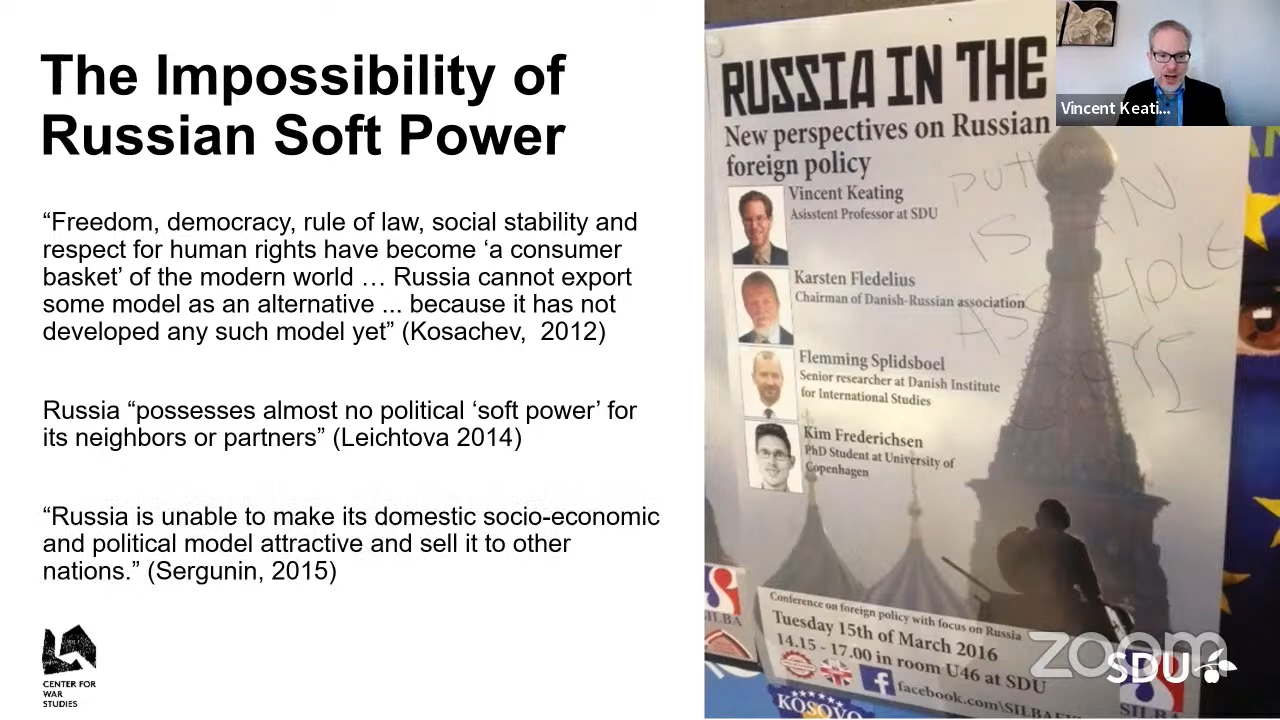 The Impossibility of
Russian Soft Power
“Freedom, democracy, rule of law, social stability and
respect for human rights have become ‘a consumer
basket’ of the modern world … Russia cannot export
some model as an alternative ... because it has not
developed any such model yet” (Kosachev, 2012)
Russia “possesses almost no political ‘soft power’ for
its neighbors or partners” (Leichtova 2014)
“Russia is unable to make its domestic socio-economic
and political model attractive and sell it to other
nations.” (Sergunin, 2015)
CENTER FOR
WAR
STUDIES
RUSSIA IN THE
New perspectives on Russian
foreign policy
Vincent Keating
Asisstent Professor at SDU
Karsten Fledelius
Chairman of Danish-Russian association
Flemming Splidsboel
Senior researcher at Danish Institute
for International Studies
Kim Frederichsen
PhD Student at University of
Copenhagen
IS AN
ASSHOLE
Conference on foreign policy with focus on Russia
Tuesday 15th of March 2016
14.15 - 17.00 in room U46 at SDU
facebook.com\SILBAF
SILBA
KOSOVO
Vincent Keati...
zoom
SDU